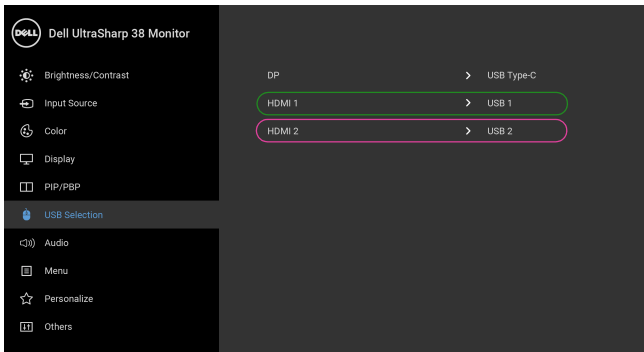 DELL Dell UltraSharp 38 Monitor
Brightness/Contrast
Input Source
Color
Display
PIP/PBP
USB Selection
Audio
Menu
Personalize
Others
DP > USB Type-C
HDMI 1 > USB 1
HDMI 2 > USB 2